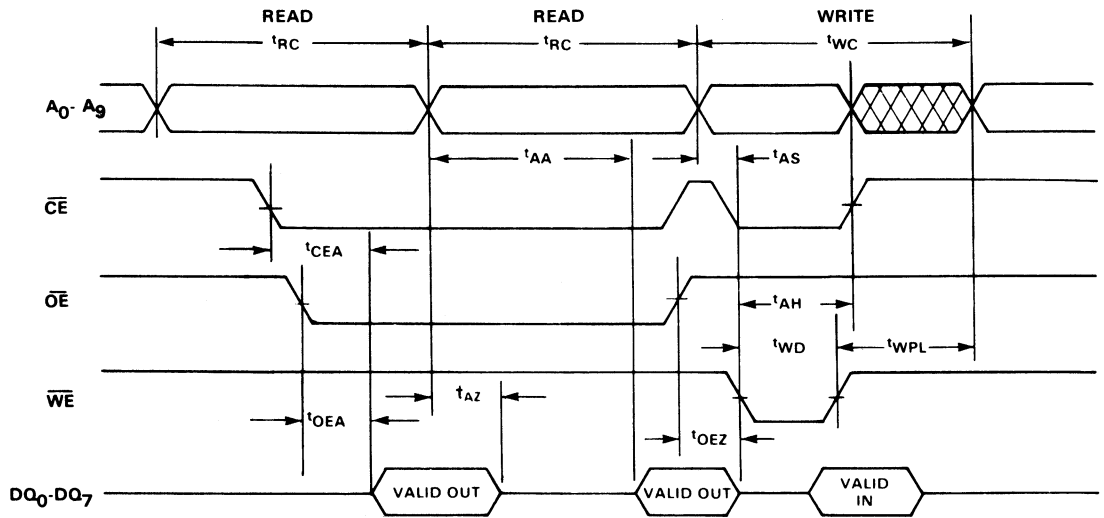 READ READ WRITE
tRC tRC tWC
A0- A9
tAA tAS
CE
tCEA
OE
tAH
tWD tWPL
WE
tAZ
tOEA
tOEZ
DQ0-DQ7 VALID OUT VALID OUT VALID
IN